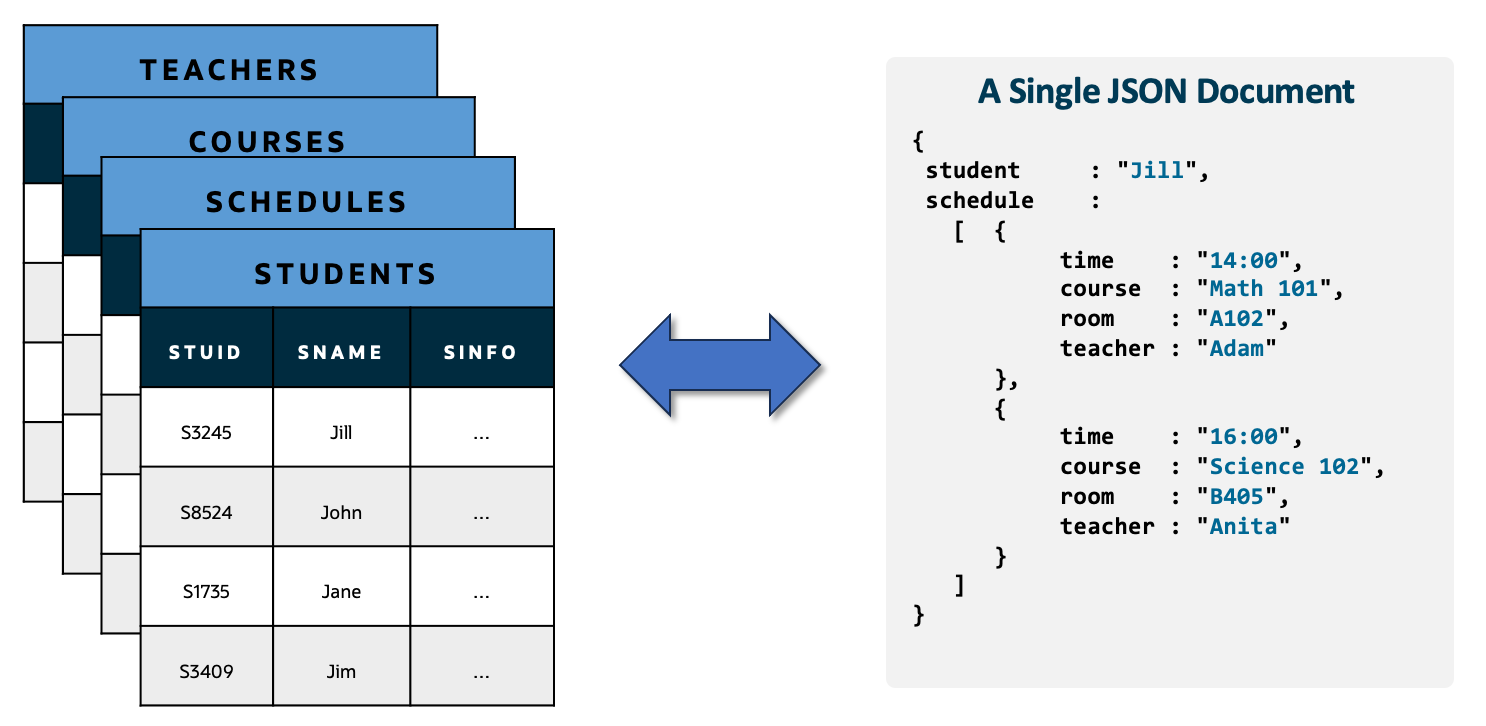 TEACHERS
COURSES
SCHEDULES
STUDENTS
STUID SNAME SINFO
S3245 Jill ...
S8524 John ...
S1735 Jane ...
S3409 Jim ...
A Single JSON Document
{
student : "Jill",
schedule :
[ {
time : "14:00",
course : "Math 101",
room : "A102",
teacher : "Adam"
},
{
time : "16:00",
course : "Science 102",
room : "B405",
teacher : "Anita"
}
]
}